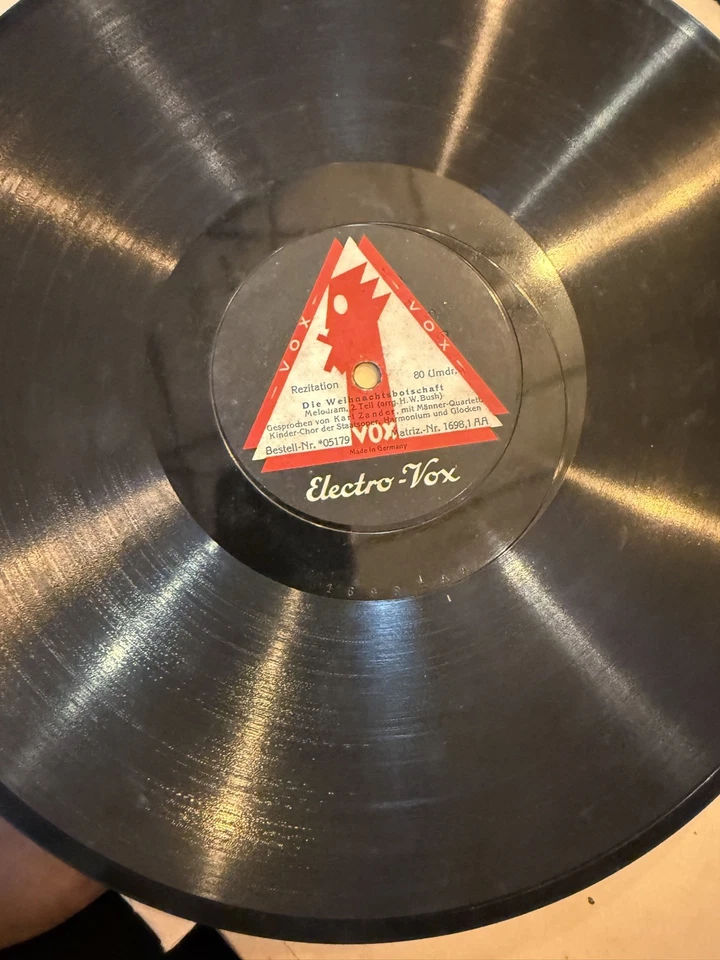 VOX
VOX
Rezitation 80 Umdr.
Die Weihnachtsbotschaft
Melodram, 2. Teil (orig. H.W. Bush)
Gesprochen von Karl Zander, mit Männer-Quartett,
Kinder-Chor der Staatsoper, Harmonium und Glocken
Bestell-Nr. *05179 VOX Matriz.-Nr. 1698,1 AA
Made in Germany
Electro-Vox